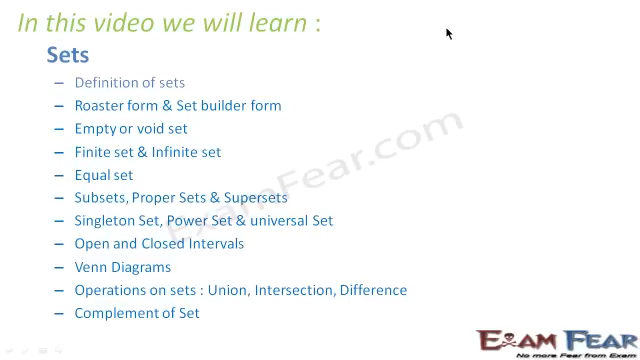 In this video we will learn :
Sets
– Definition of sets
– Roaster form & Set builder form
– Empty or void set
– Finite set & Infinite set
– Equal set
– Subsets, Proper Sets & Supersets
– Singleton Set, Power Set & universal Set
– Open and Closed Intervals
– Venn Diagrams
– Operations on sets : Union, Intersection, Difference
– Complement of Set
ExamFear.com
EXAM FEAR
No more Fear from Exam